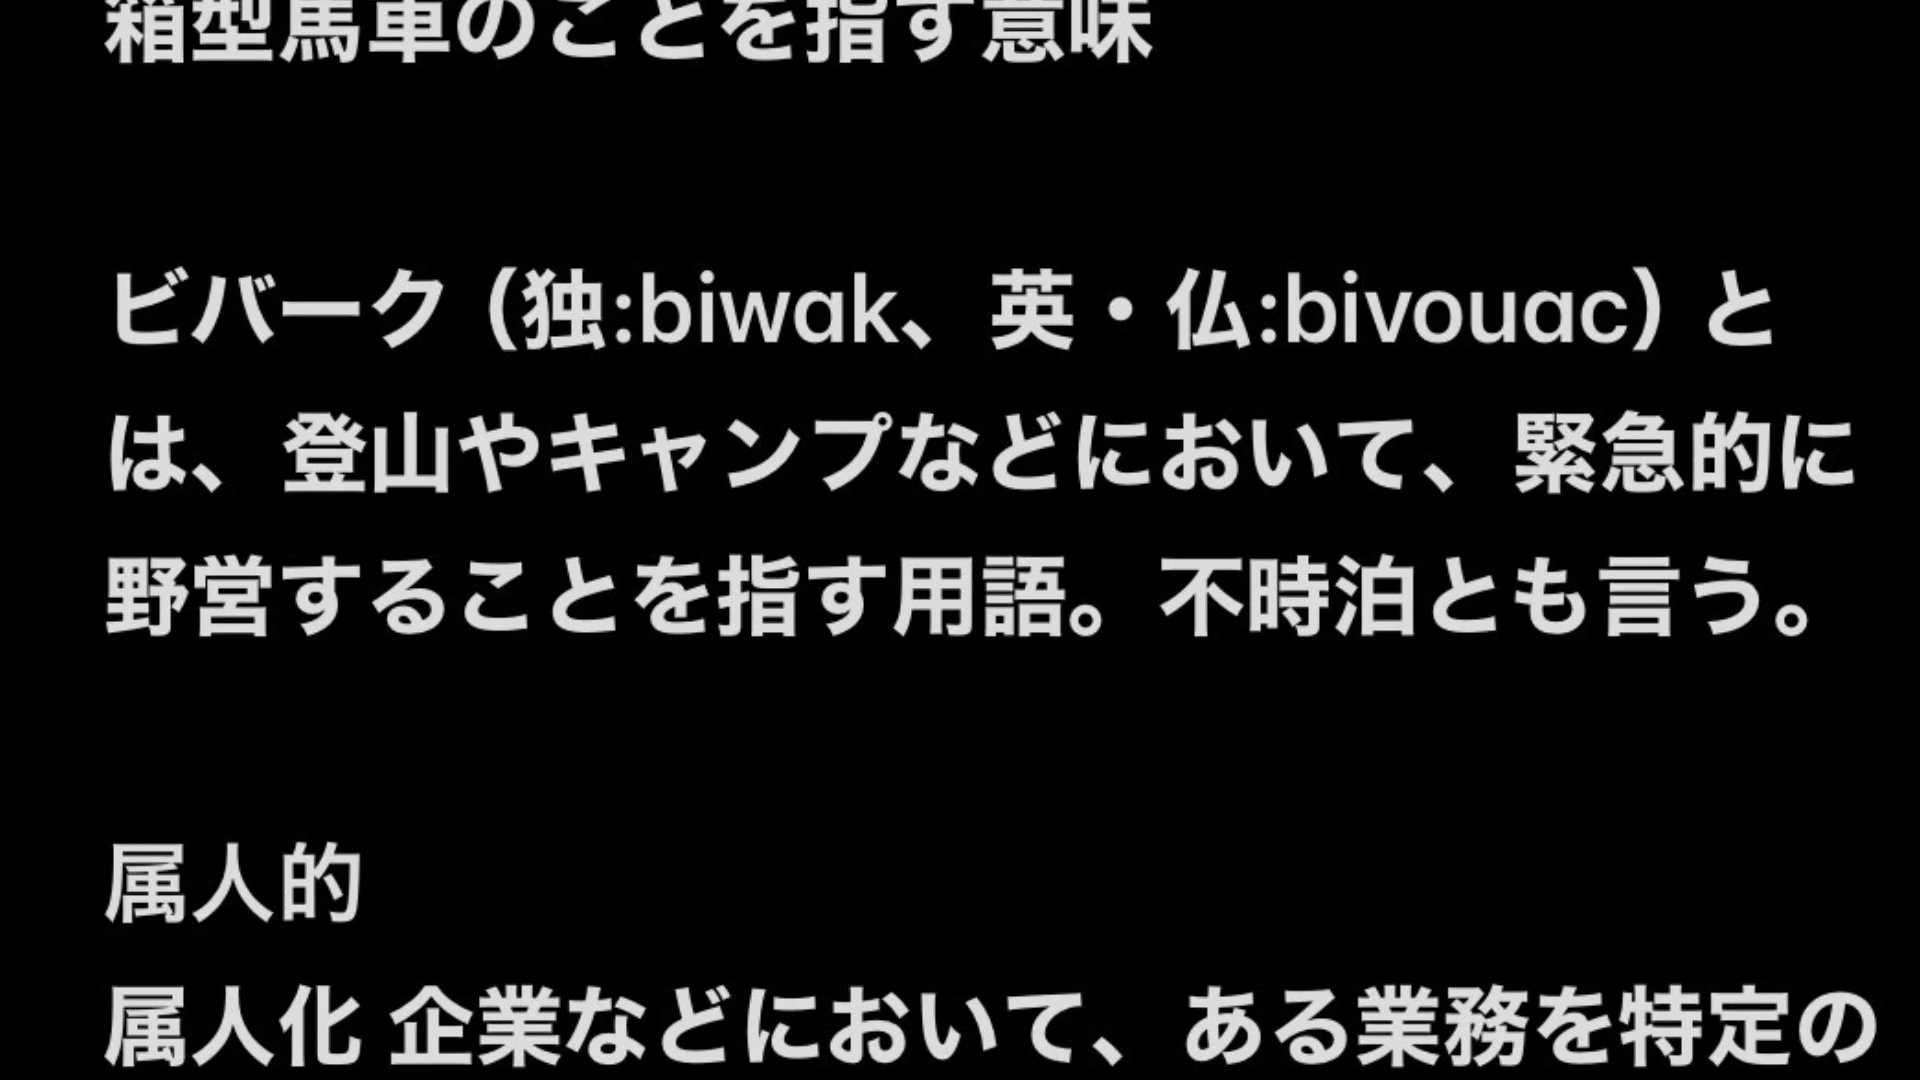 箱型馬車のことを指す意味
ビバーク（独:biwak、英・仏:bivouac）と
は、登山やキャンプなどにおいて、緊急的に
野営することを指す用語。不時泊とも言う。
属人的
属人化 企業などにおいて、ある業務を特定の